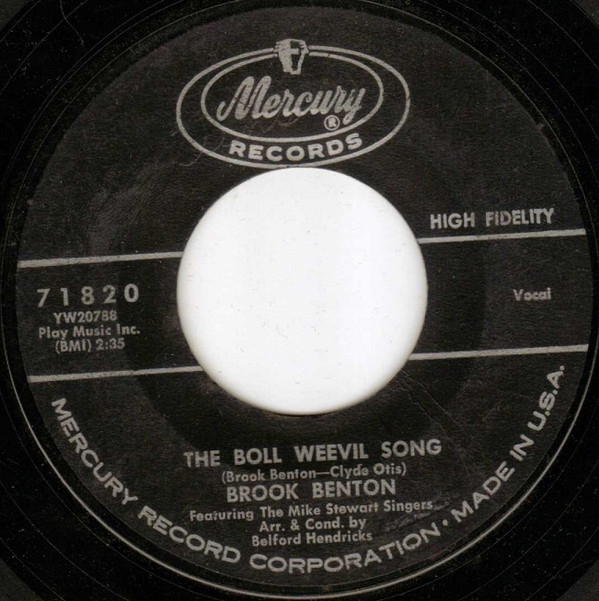 Mercury ®
RECORDS
HIGH FIDELITY
71820
YW20788
Play Music Inc.
(BMI) 2:35
Vocal
THE BOLL WEEVIL SONG
(Brook Benton—Clyde Otis)
BROOK BENTON
Featuring The Mike Stewart Singers
Arr. & Cond. by
Belford Hendricks
MERCURY RECORD CORPORATION • MADE IN U.S.A.